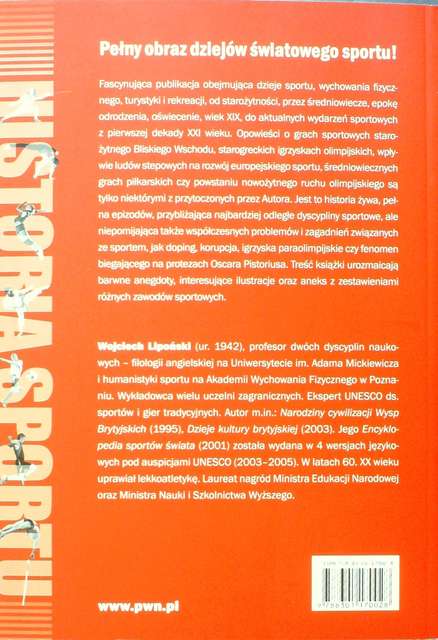 Pełny obraz dziejów światowego sportu!
Fascynująca publikacja obejmująca dzieje sportu, wychowania fizycz-
nego, turystyki i rekreacji, od starożytności, przez średniowiecze, epokę
odrodzenia, oświecenie, wiek XIX, do aktualnych wydarzeń sportowych
z pierwszej dekady XXI wieku. Opowieści o grach sportowych staro-
żytnego Bliskiego Wschodu, starogreckich igrzyskach olimpijskich, wpły-
wie ludów stepowych na rozwój europejskiego sportu, średniowiecznych
grach piłkarskich czy powstaniu nowożytnego ruchu olimpijskiego są
tylko niektórymi z przytoczonych przez Autora. Jest to historia żywa, peł-
na epizodów, przybliżająca najbardziej odległe dyscypliny sportowe, ale
niepomijająca także współczesnych problemów i zagadnień związanych
ze sportem, jak doping, korupcja, igrzyska paraolimpijskie czy fenomen
biegającego na protezach Oscara Pistoriusa. Treść książki urozmaicają
barwne anegdoty, interesujące ilustracje oraz aneks z zestawieniami
różnych zawodów sportowych.
Wojciech Lipoński (ur. 1942), profesor dwóch dyscyplin nauko-
wych – filologii angielskiej na Uniwersytecie im. Adama Mickiewicza
i humanistyki sportu na Akademii Wychowania Fizycznego w Pozna-
niu. Wykładowca wielu uczelni zagranicznych. Ekspert UNESCO ds.
sportów i gier tradycyjnych. Autor m.in.: Narodziny cywilizacji Wysp
Brytyjskich (1995), Dzieje kultury brytyjskiej (2003). Jego Encyklo-
pedia sportów świata (2001) została wydana w 4 wersjach języko-
wych pod auspicjami UNESCO (2003–2005). W latach 60. XX wieku
uprawiał lekkoatletykę. Laureat nagród Ministra Edukacji Narodowej
oraz Ministra Nauki i Szkolnictwa Wyższego.
HISTORIA SPORTU
www.pwn.pl
9788301170028